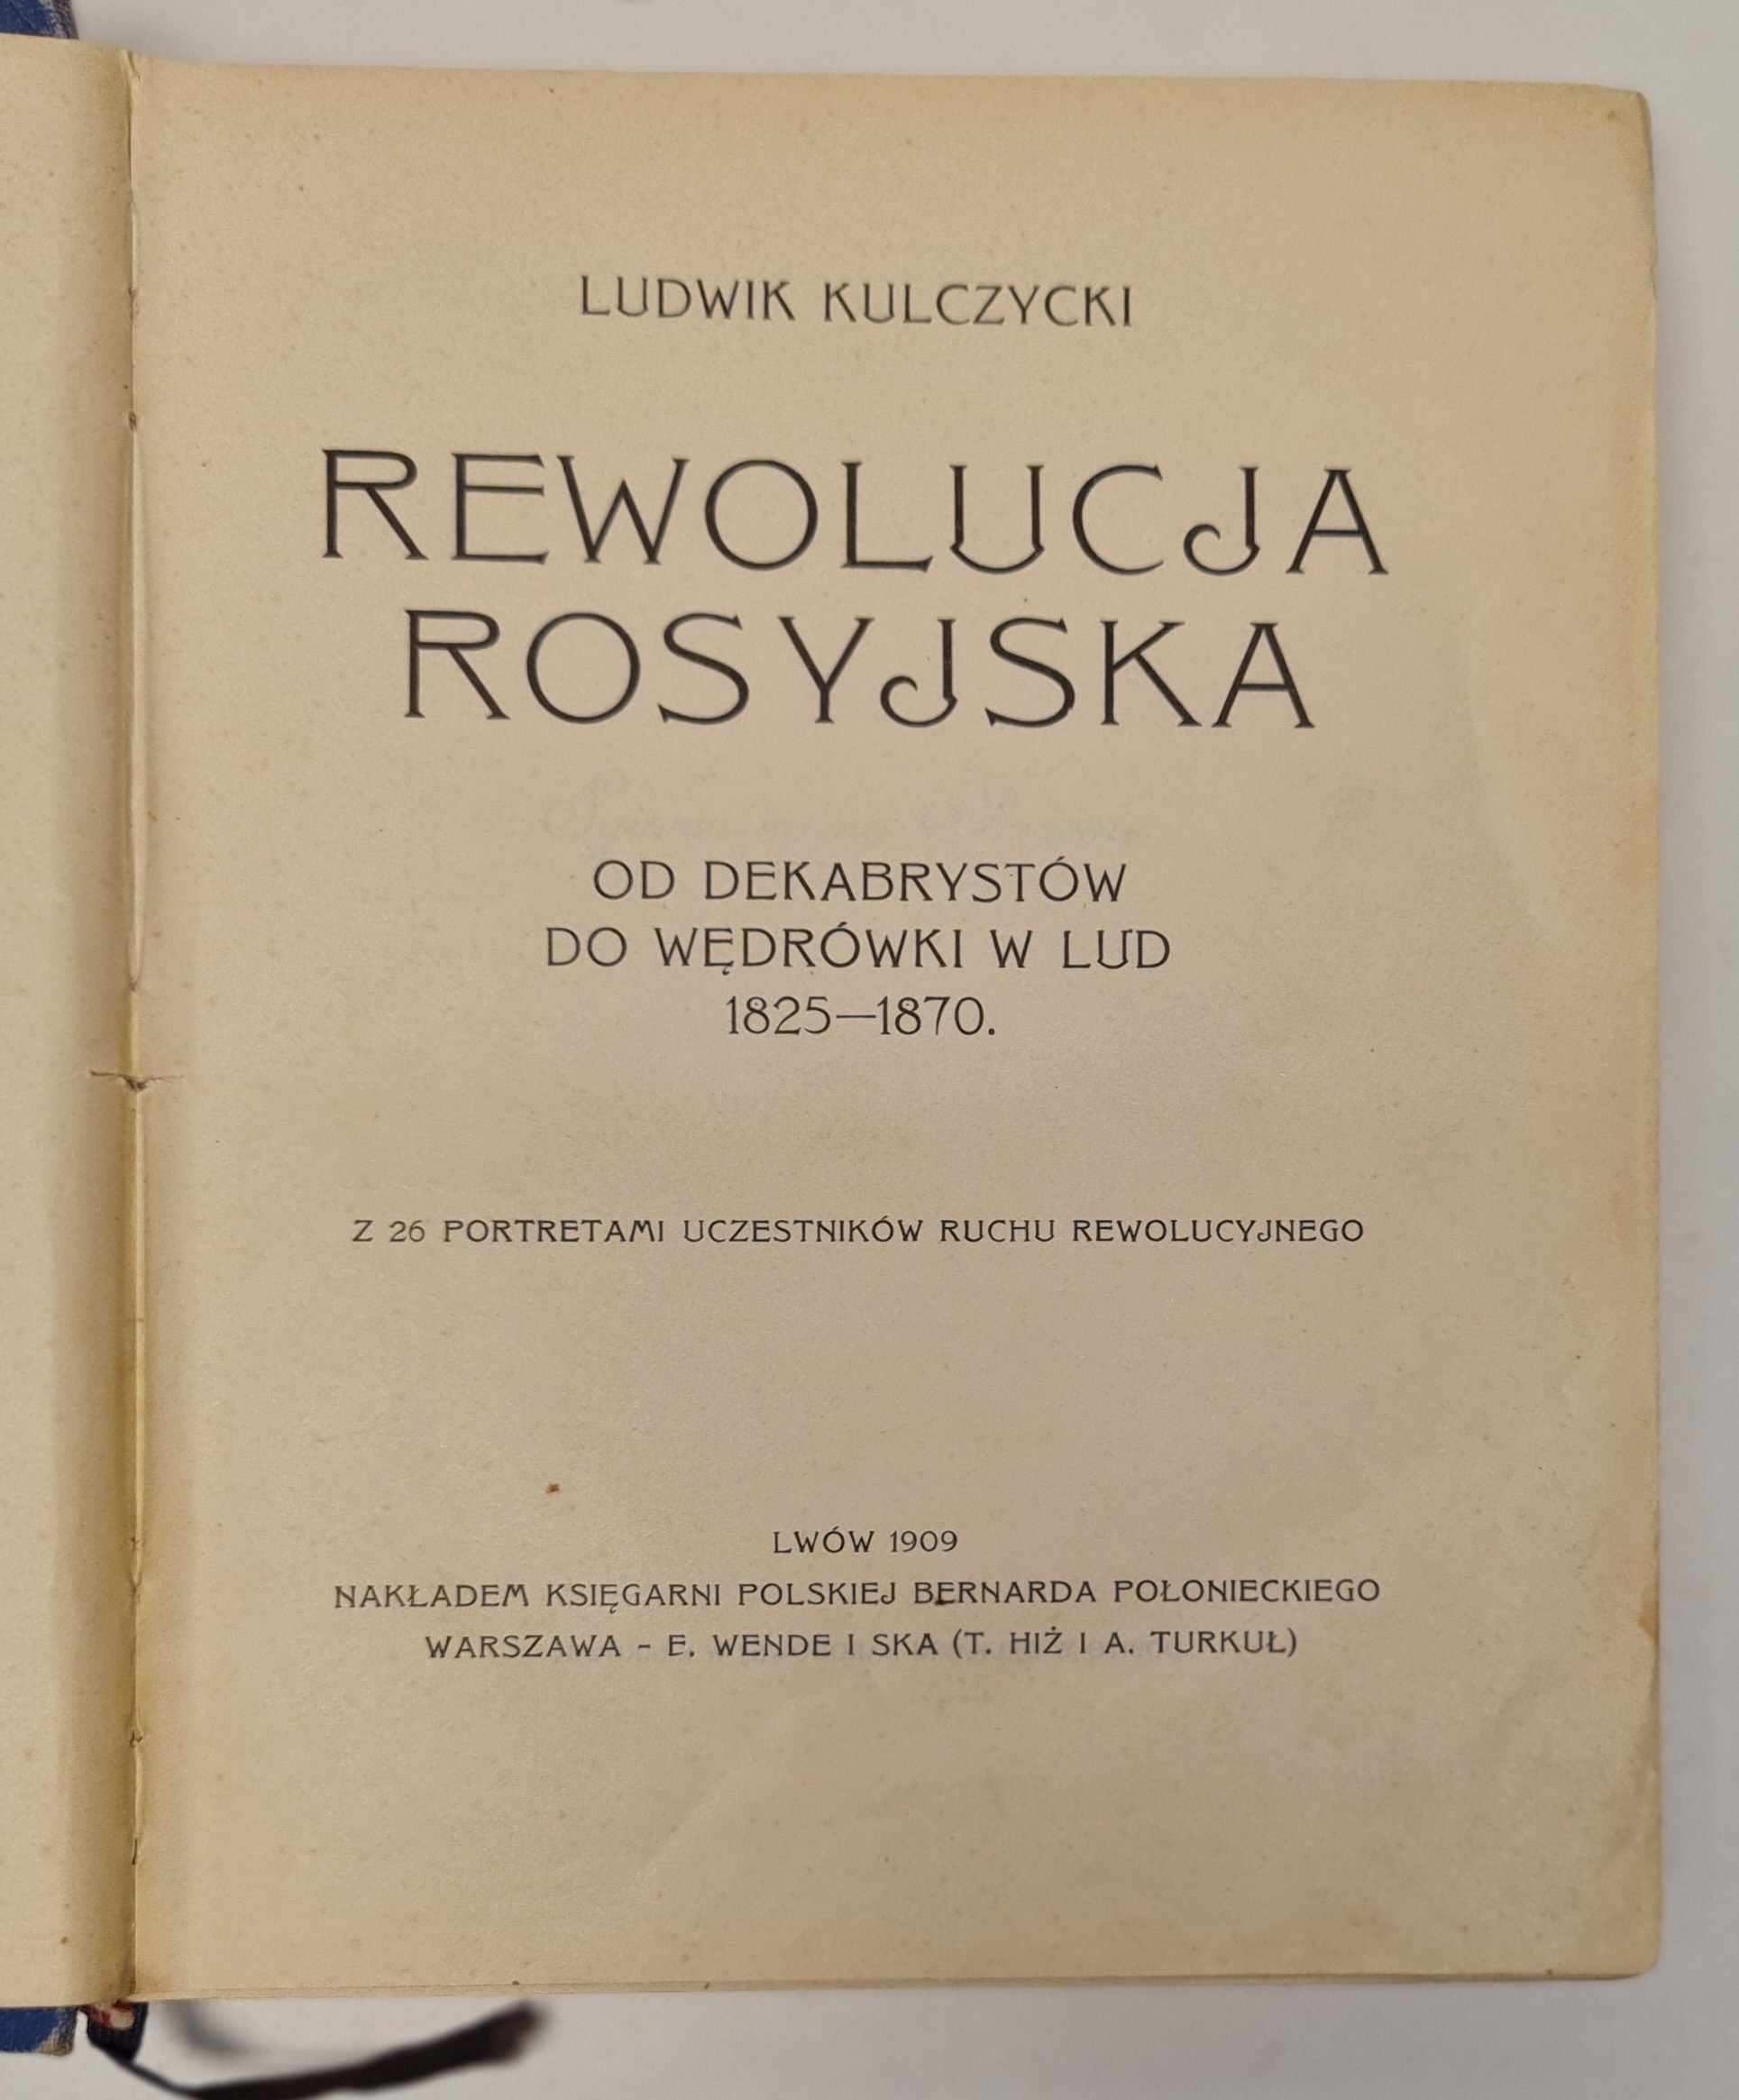 LUDWIK KULCZYCKI
REWOLUCJA
ROSYJSKA
OD DEKABRYSTÓW
DO WĘDRÓWKI W LUD
1825—1870.
Z 26 PORTRETAMI UCZESTNIKÓW RUCHU REWOLUCYJNEGO
LWÓW 1909
NAKŁADEM KSIĘGARNI POLSKIEJ BERNARDA POŁONIECKIEGO
WARSZAWA - E. WENDE I SKA (T. HIŻ I A. TURKUŁ)